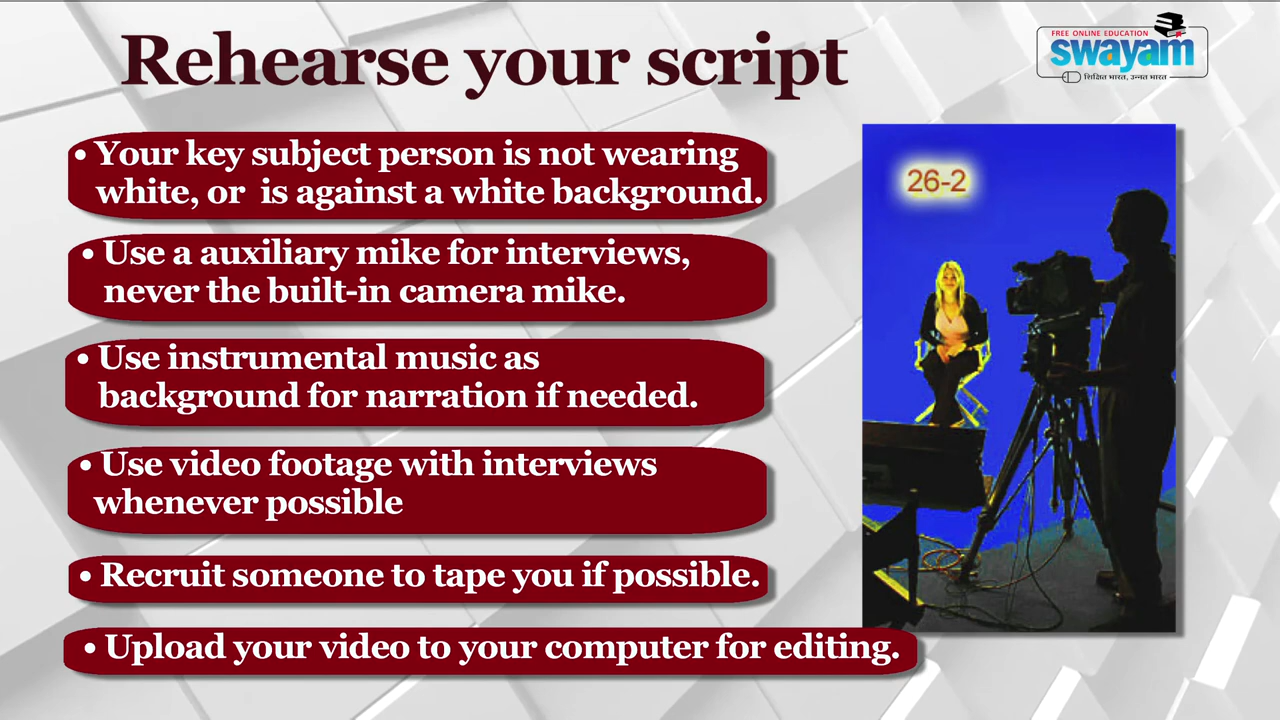 Rehearse your script
FREE ONLINE EDUCATION
swayam
शिक्षित भारत, उन्नत भारत
• Your key subject person is not wearing
white, or is against a white background.
• Use a auxiliary mike for interviews,
never the built-in camera mike.
• Use instrumental music as
background for narration if needed.
• Use video footage with interviews
whenever possible
• Recruit someone to tape you if possible.
• Upload your video to your computer for editing.
26-2